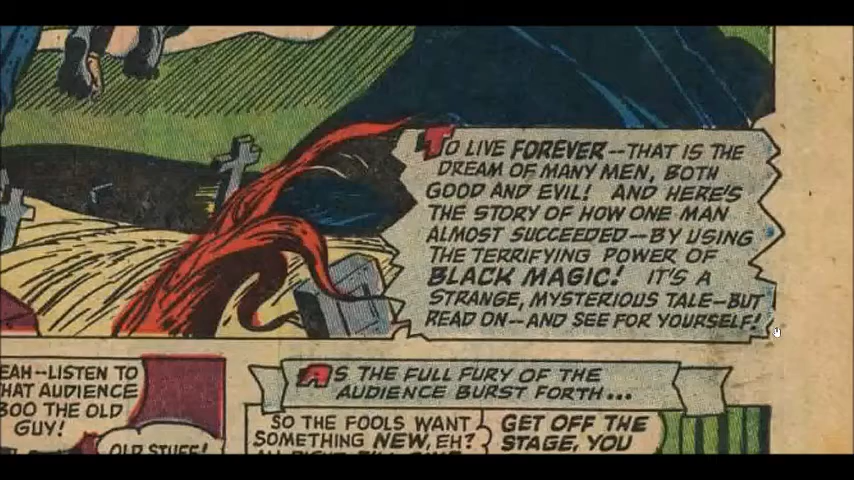 TO LIVE FOREVER--THAT IS THE
DREAM OF MANY MEN, BOTH
GOOD AND EVIL! AND HERE'S
THE STORY OF HOW ONE MAN
ALMOST SUCCEEDED--BY USING
THE TERRIFYING POWER OF
BLACK MAGIC! IT'S A
STRANGE, MYSTERIOUS TALE--BUT
READ ON--AND SEE FOR YOURSELF!
EAH--LISTEN TO
HAT AUDIENCE
BOO THE OLD
GUY!
OLD STUFF!
AS THE FULL FURY OF THE
AUDIENCE BURST FORTH...
SO THE FOOLS WANT
SOMETHING NEW, EH?
GET OFF THE
STAGE, YOU